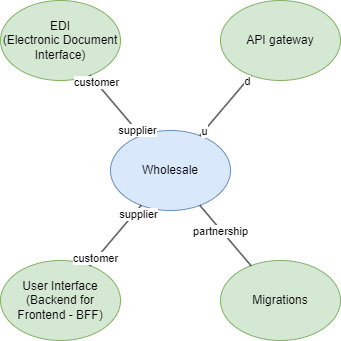 EDI
(Electronic Document
Interface)
API gateway
customer
d
supplier
u
Wholesale
supplier
partnership
customer
User Interface
(Backend for
Frontend - BFF)
Migrations